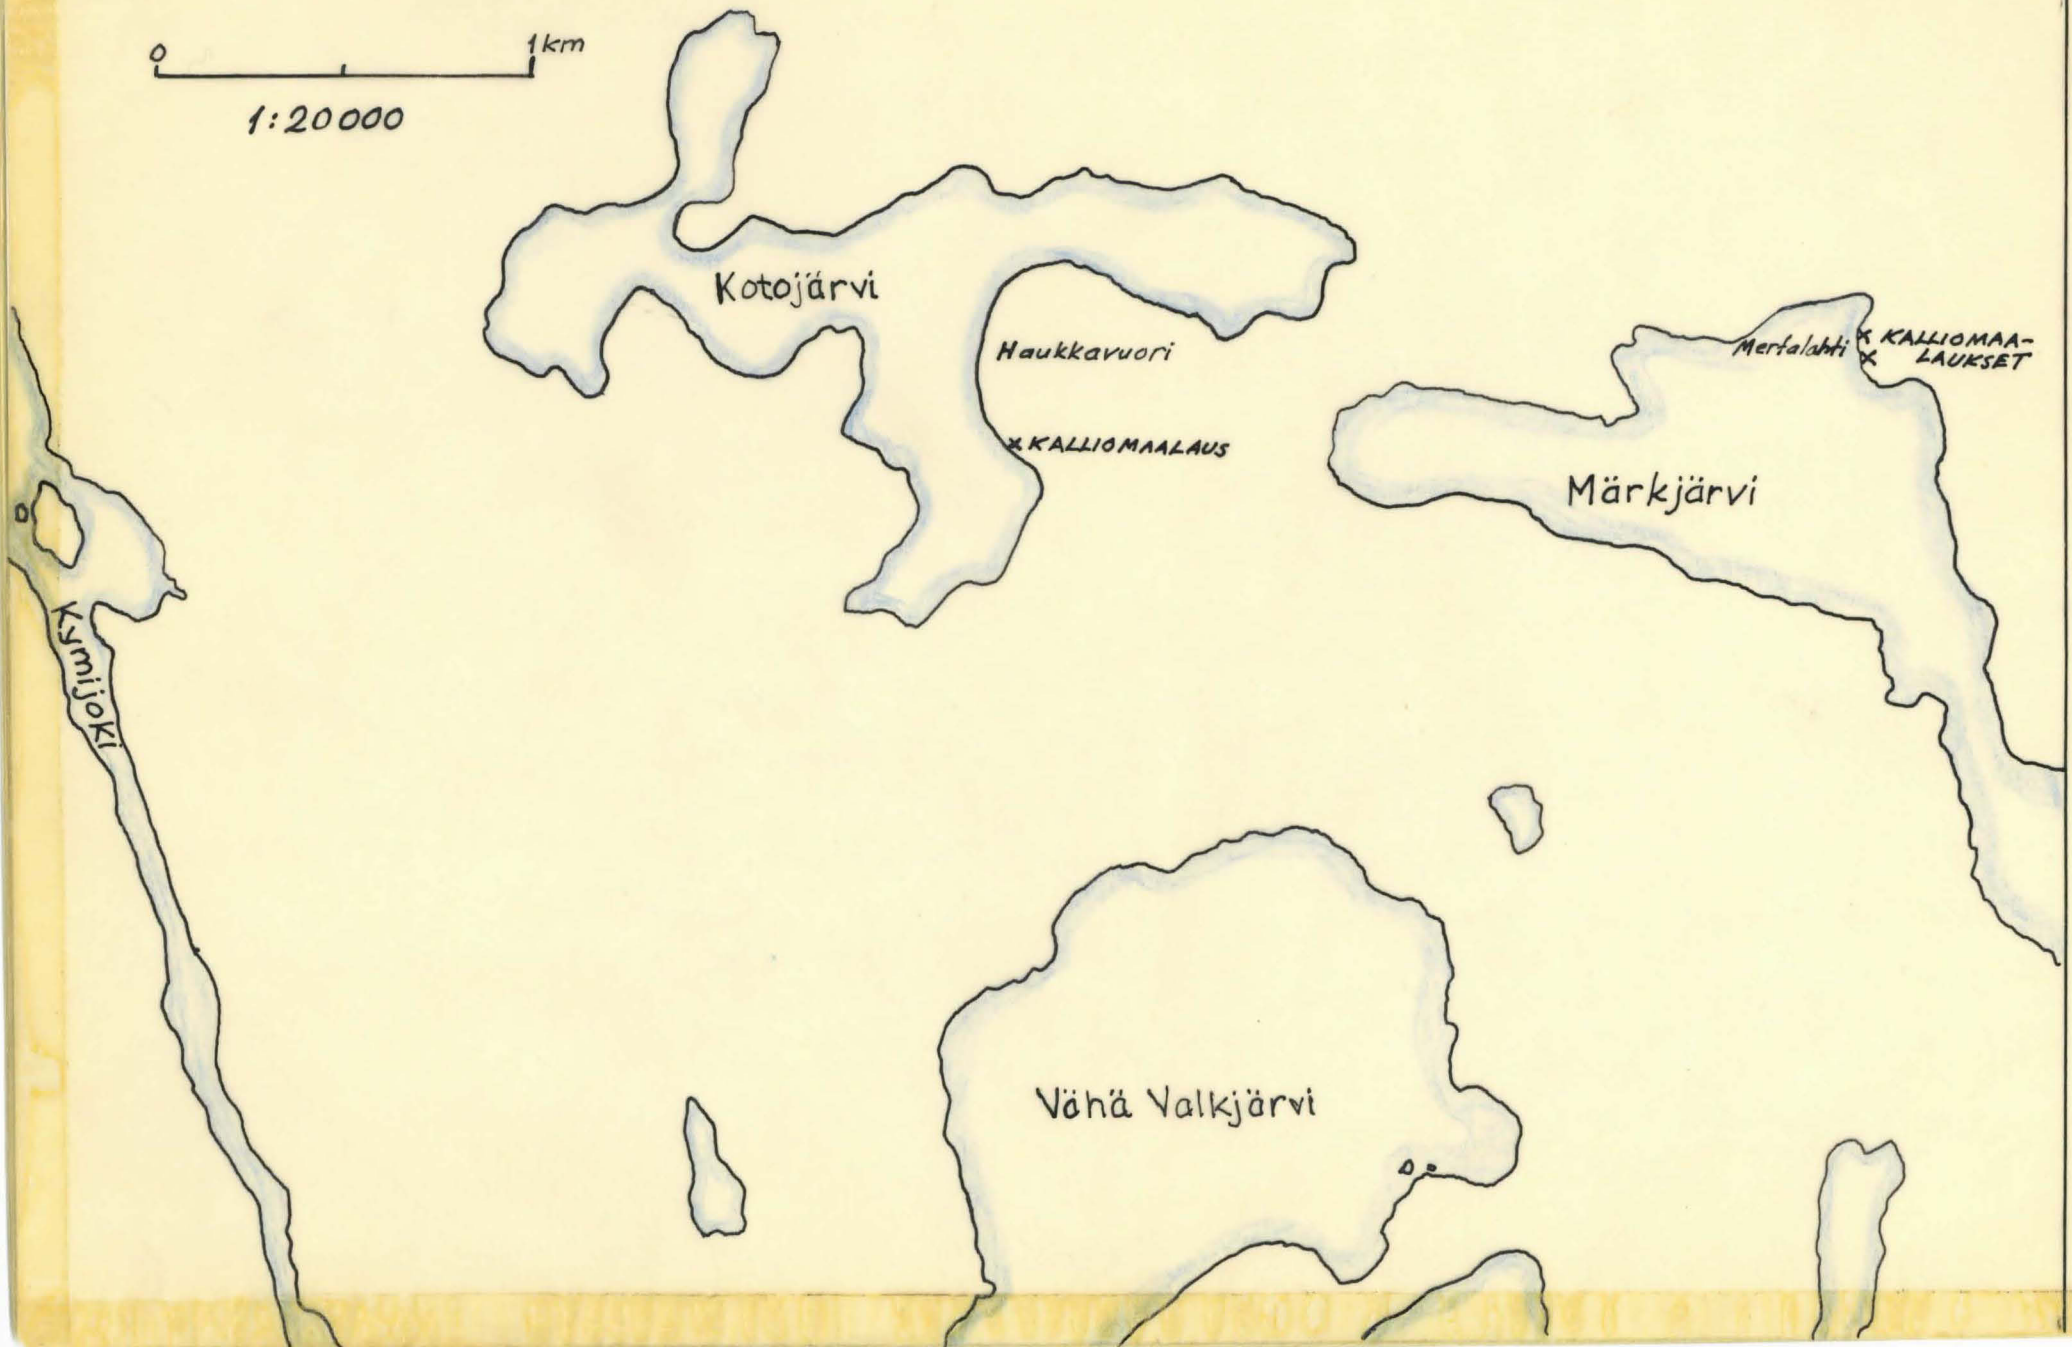 0 1km
1:20000
Kotojärvi
Haukkavuori
Mertalahti
KALLIOMAA-
LAUKSET
KALLIOMAALAUS
Märkjärvi
Kymijoki
Vähä Valkjärvi